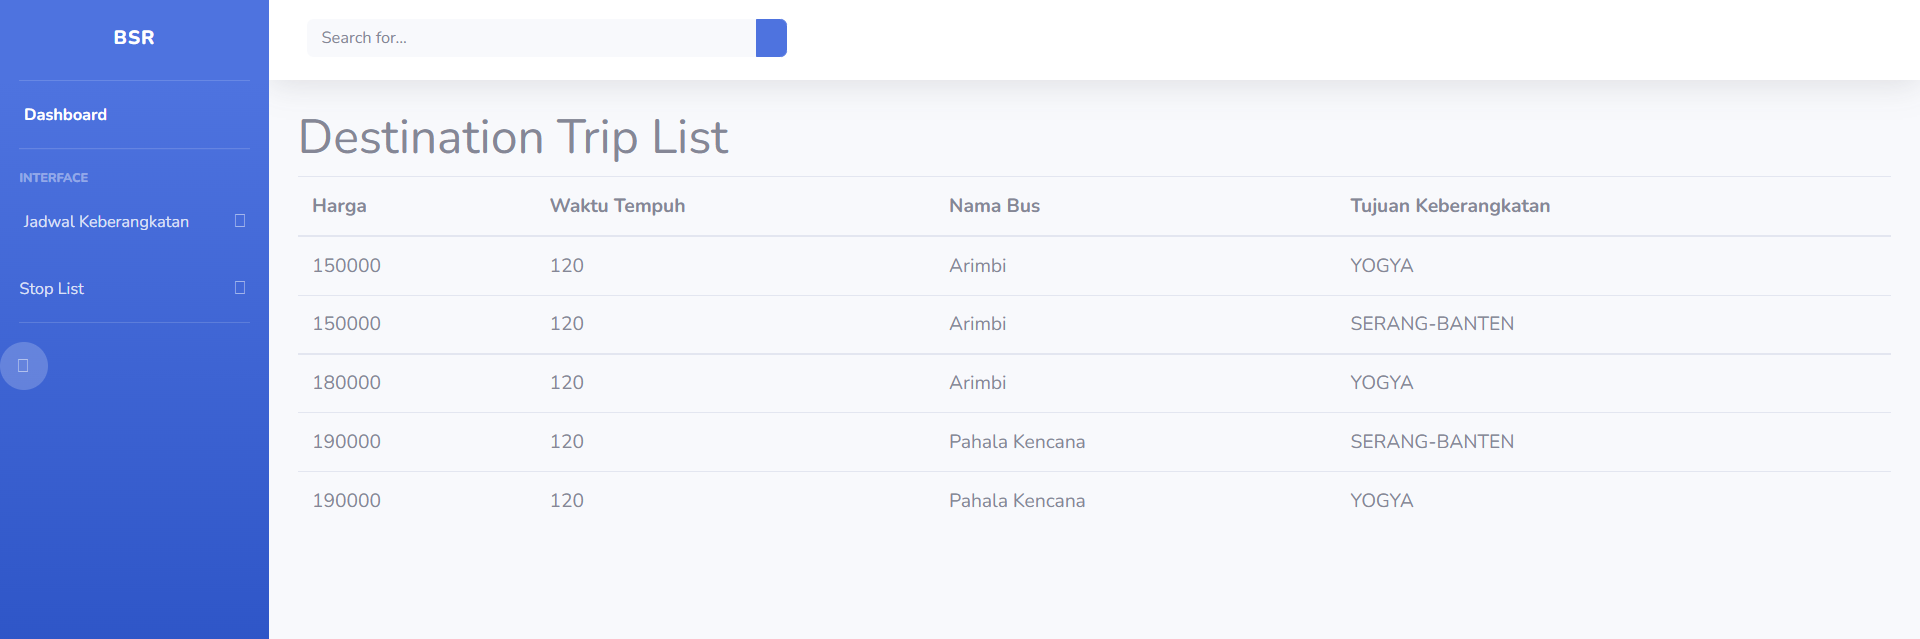 BSR
Search for...
Dashboard
INTERFACE
Jadwal Keberangkatan
Stop List
Destination Trip List
Harga Waktu Tempuh Nama Bus Tujuan Keberangkatan
150000 120 Arimbi YOGYA
150000 120 Arimbi SERANG-BANTEN
180000 120 Arimbi YOGYA
190000 120 Pahala Kencana SERANG-BANTEN
190000 120 Pahala Kencana YOGYA